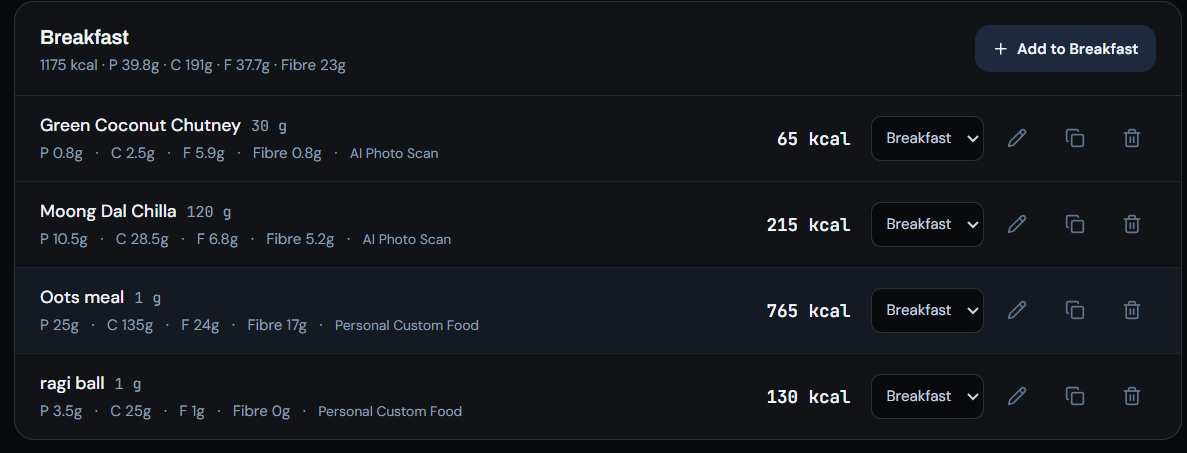 Breakfast
1175 kcal · P 39.8g · C 191g · F 37.7g · Fibre 23g
+ Add to Breakfast
Green Coconut Chutney 30 g
P 0.8g · C 2.5g · F 5.9g · Fibre 0.8g · AI Photo Scan
65 kcal
Breakfast
Moong Dal Chilla 120 g
P 10.5g · C 28.5g · F 6.8g · Fibre 5.2g · AI Photo Scan
215 kcal
Breakfast
Oots meal 1 g
P 25g · C 135g · F 24g · Fibre 17g · Personal Custom Food
765 kcal
Breakfast
ragi ball 1 g
P 3.5g · C 25g · F 1g · Fibre 0g · Personal Custom Food
130 kcal
Breakfast